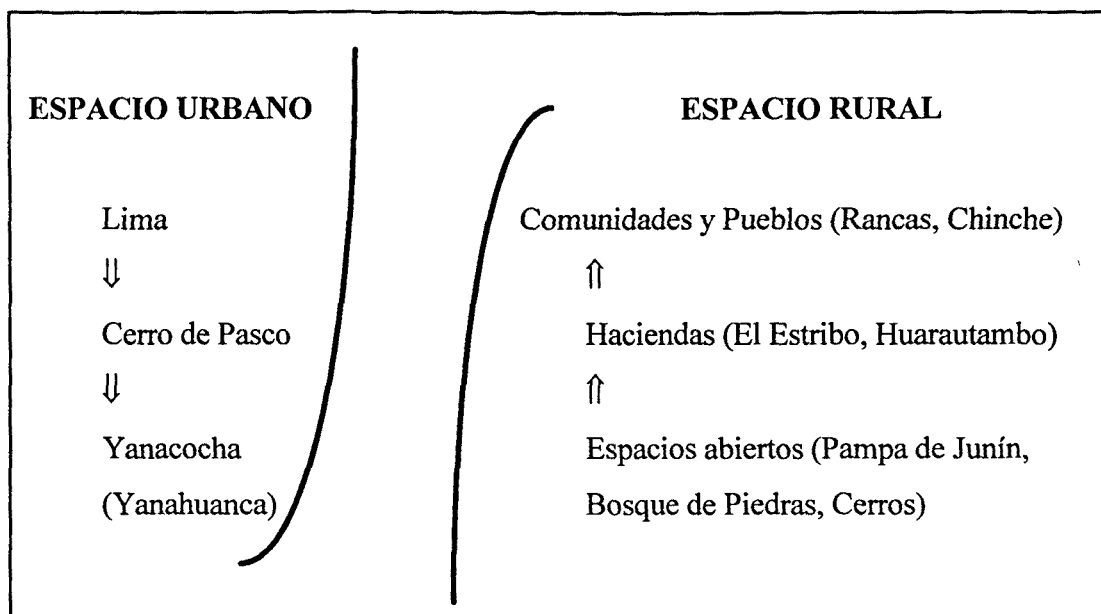 ESPACIO URBANO
Lima
⇓
Cerro de Pasco
⇓
Yanacocha
(Yanahuanca)
ESPACIO RURAL
Comunidades y Pueblos (Rancas, Chinche)
⇑
Haciendas (El Estribo, Huarautambo)
⇑
Espacios abiertos (Pampa de Junín,
Bosque de Piedras, Cerros)